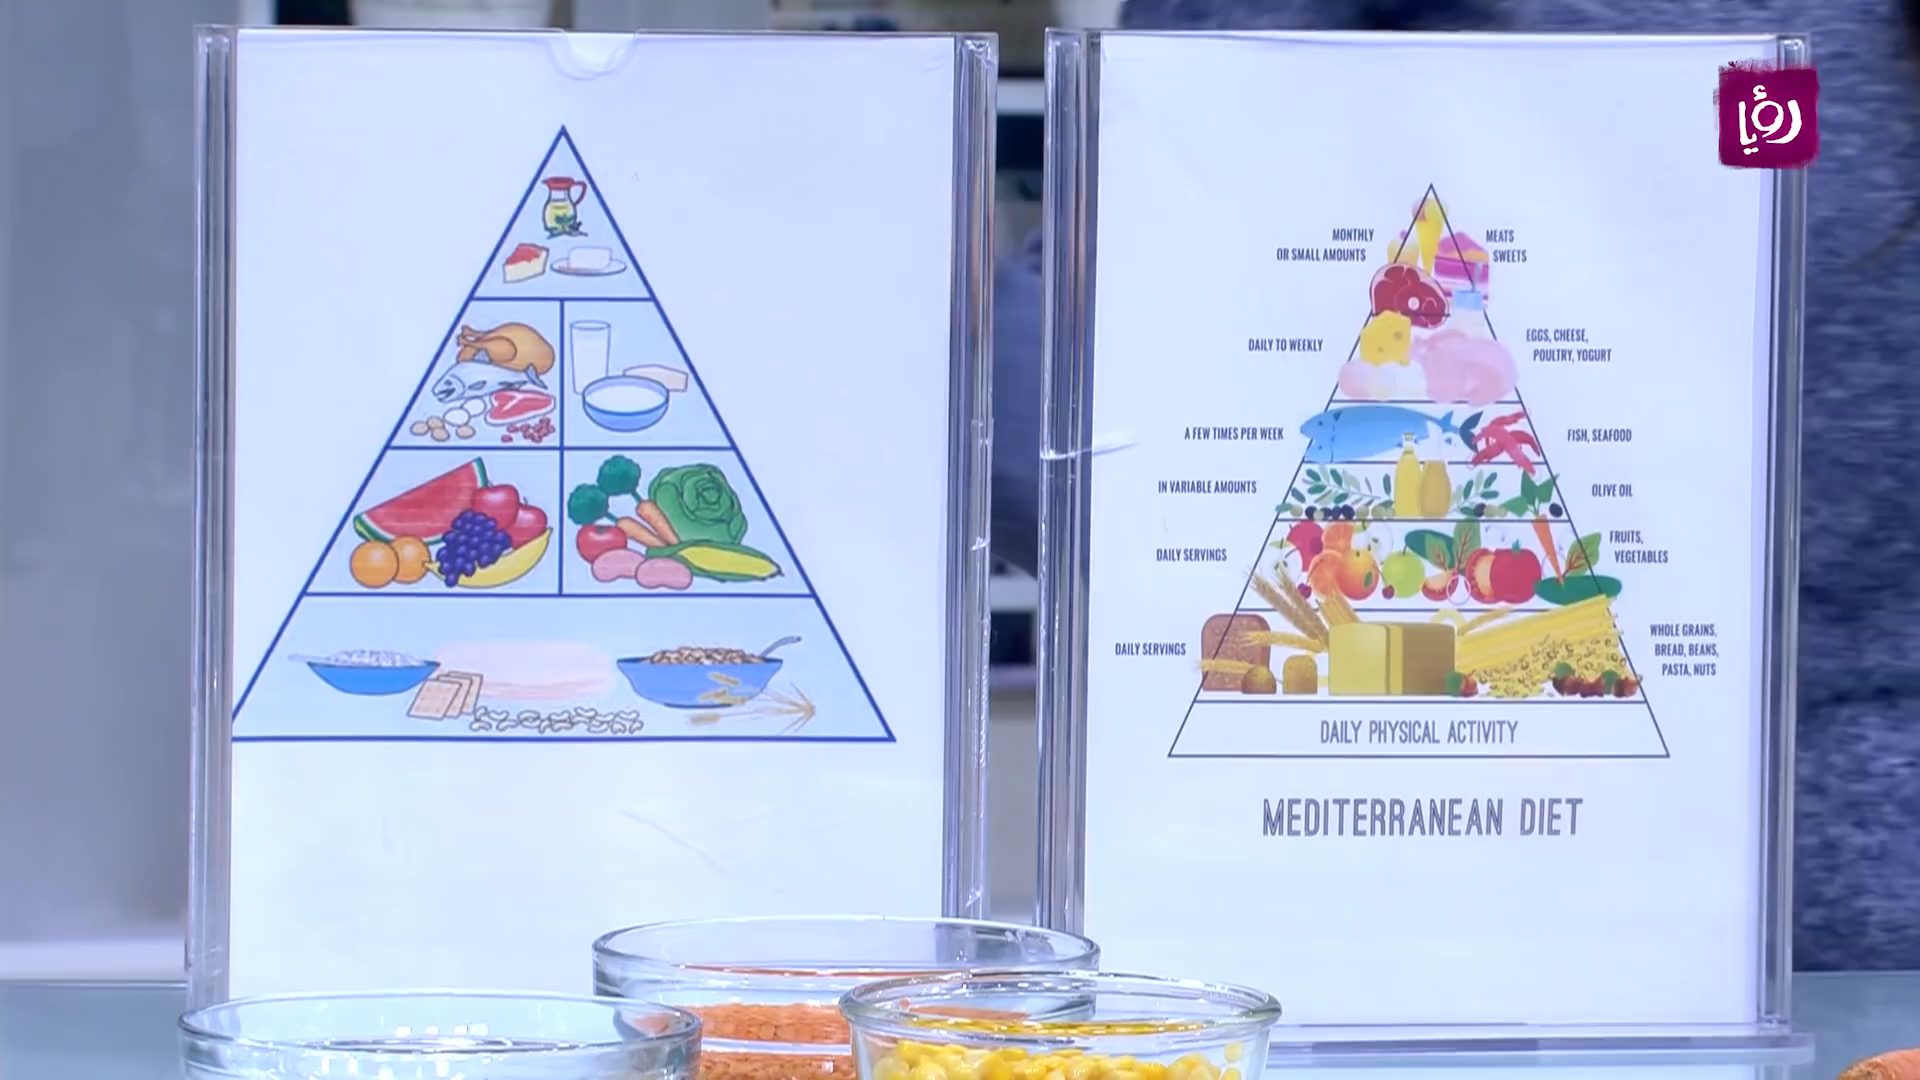 رؤيا
MONTHLY
OR SMALL AMOUNTS
MEATS
SWEETS
DAILY TO WEEKLY
EGGS, CHEESE,
POULTRY, YOGURT
A FEW TIMES PER WEEK
FISH, SEAFOOD
IN VARIABLE AMOUNTS
OLIVE OIL
DAILY SERVINGS
FRUITS,
VEGETABLES
DAILY SERVINGS
WHOLE GRAINS,
BREAD, BEANS,
PASTA, NUTS
DAILY PHYSICAL ACTIVITY
MEDITERRANEAN DIET